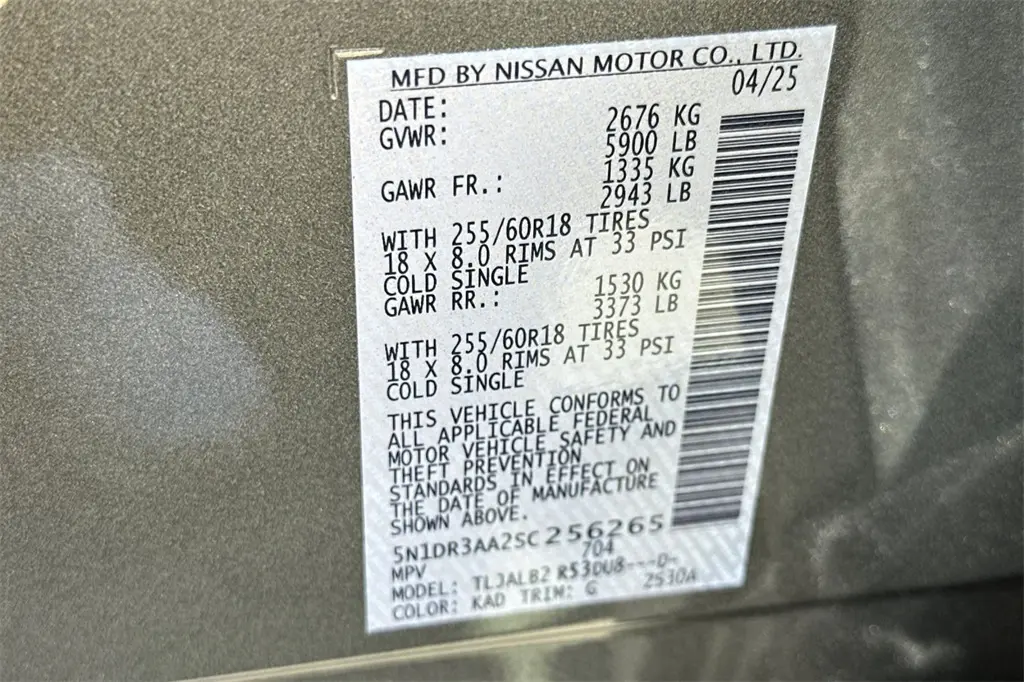 MFD BY NISSAN MOTOR CO., LTD.
DATE: 04/25
GVWR: 2676 KG
5900 LB
GAWR FR.: 1335 KG
2943 LB
WITH 255/60R18 TIRES
18 X 8.0 RIMS AT 33 PSI
COLD SINGLE
GAWR RR.: 1530 KG
3373 LB
WITH 255/60R18 TIRES
18 X 8.0 RIMS AT 33 PSI
COLD SINGLE
THIS VEHICLE CONFORMS TO
ALL APPLICABLE FEDERAL
MOTOR VEHICLE SAFETY AND
THEFT PREVENTION
STANDARDS IN EFFECT ON
THE DATE OF MANUFACTURE
SHOWN ABOVE.
5N1DR3AA2SC256265
MPV 704
MODEL: TLJALB2 R53DU8---D-
COLOR: KAD TRIM: G 2530A